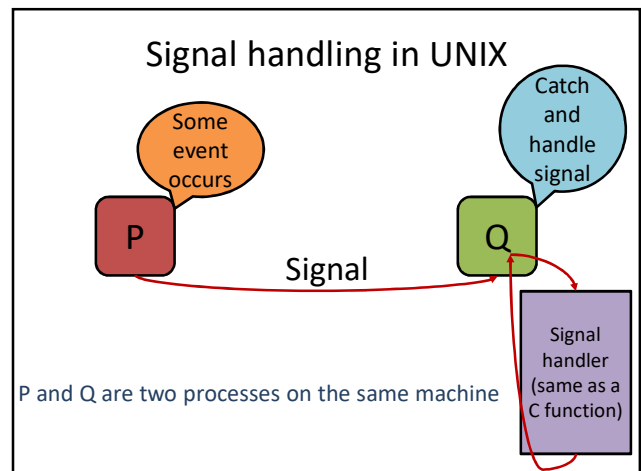 Signal handling in UNIX
Some
event
occurs
Catch
and
handle
signal
P
Q
Signal
Signal
handler
(same as a
C function)
P and Q are two processes on the same machine